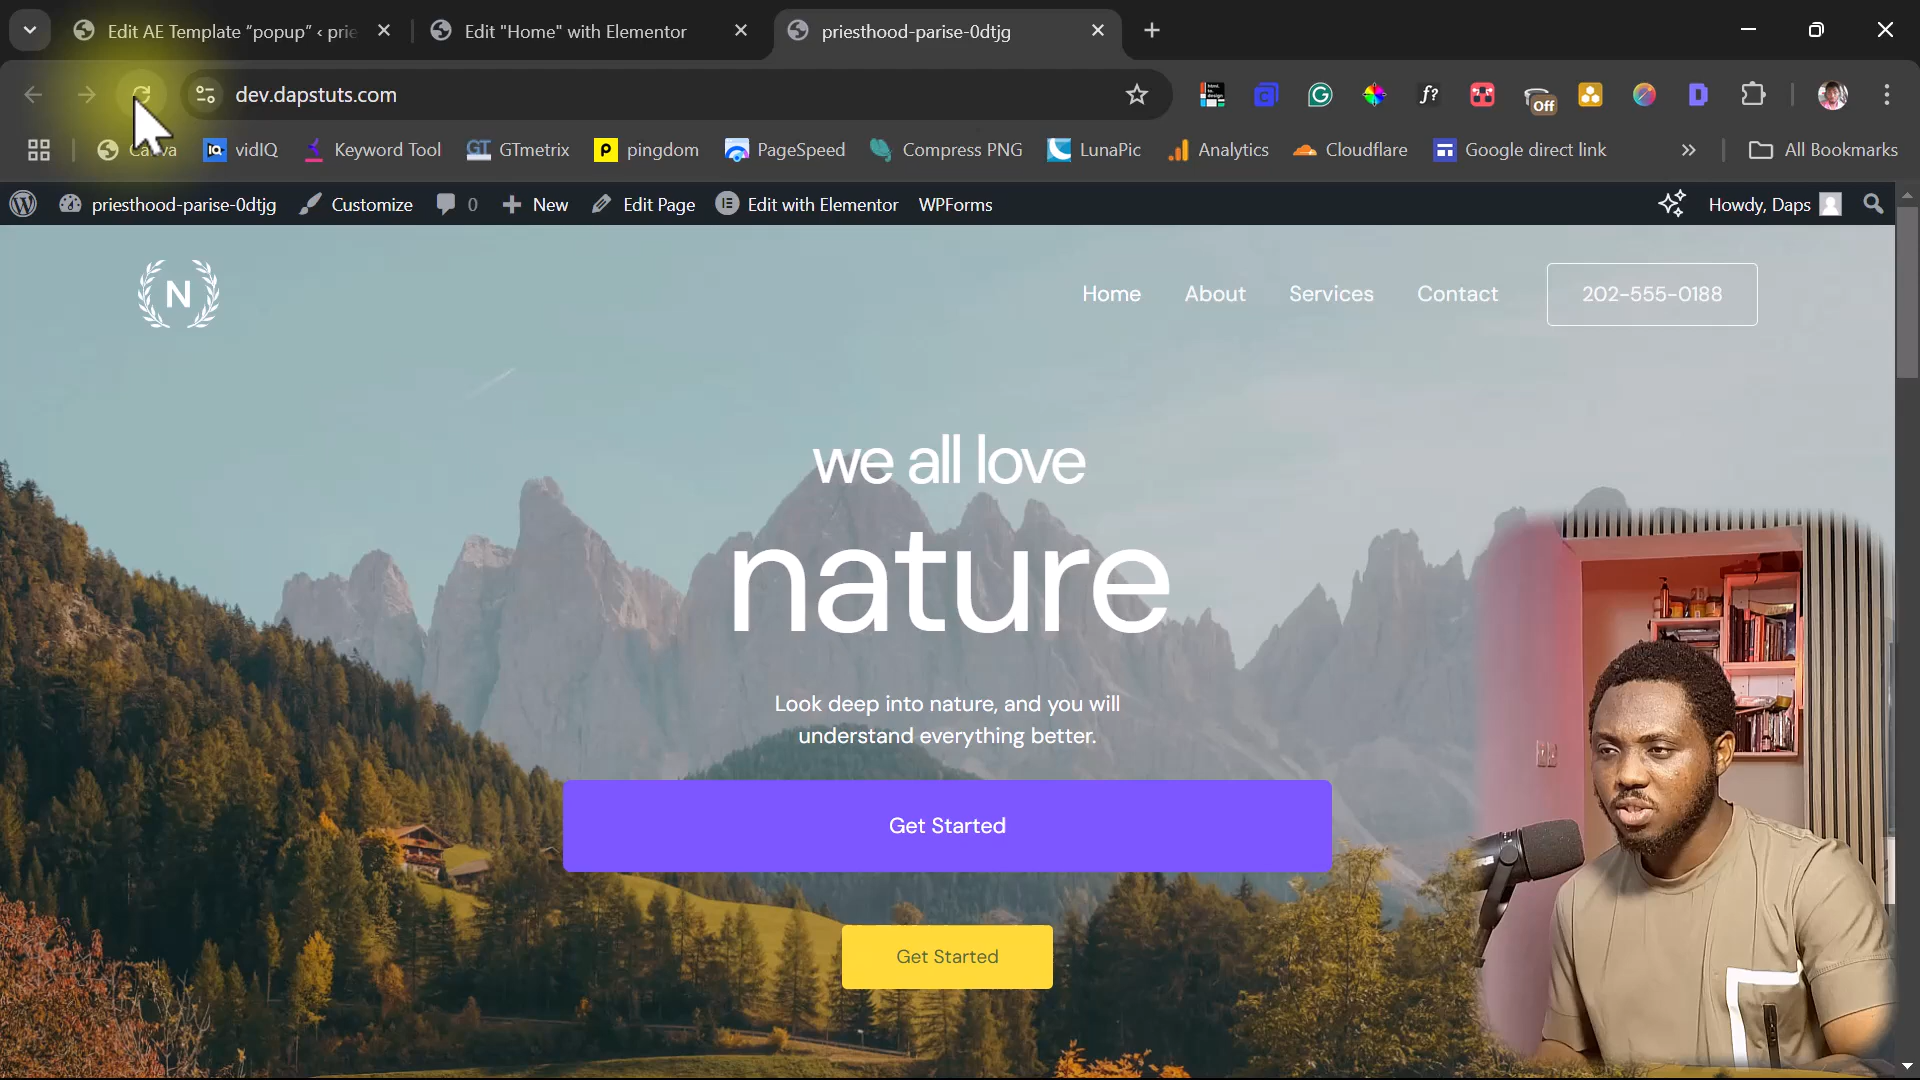 Edit AE Template “popup” ‹ prie
Edit "Home" with Elementor
priesthood-parise-0dtjg
dev.dapstuts.com
Off
Canva
vidIQ
Keyword Tool
GTmetrix
pingdom
PageSpeed
Compress PNG
LunaPic
Analytics
Cloudflare
Google direct link
All Bookmarks
priesthood-parise-0dtjg
Customize
0
New
Edit Page
Edit with Elementor
WPForms
Howdy, Daps
N
Home
About
Services
Contact
202-555-0188
we all love
nature
Look deep into nature, and you will
understand everything better.
Get Started
Get Started